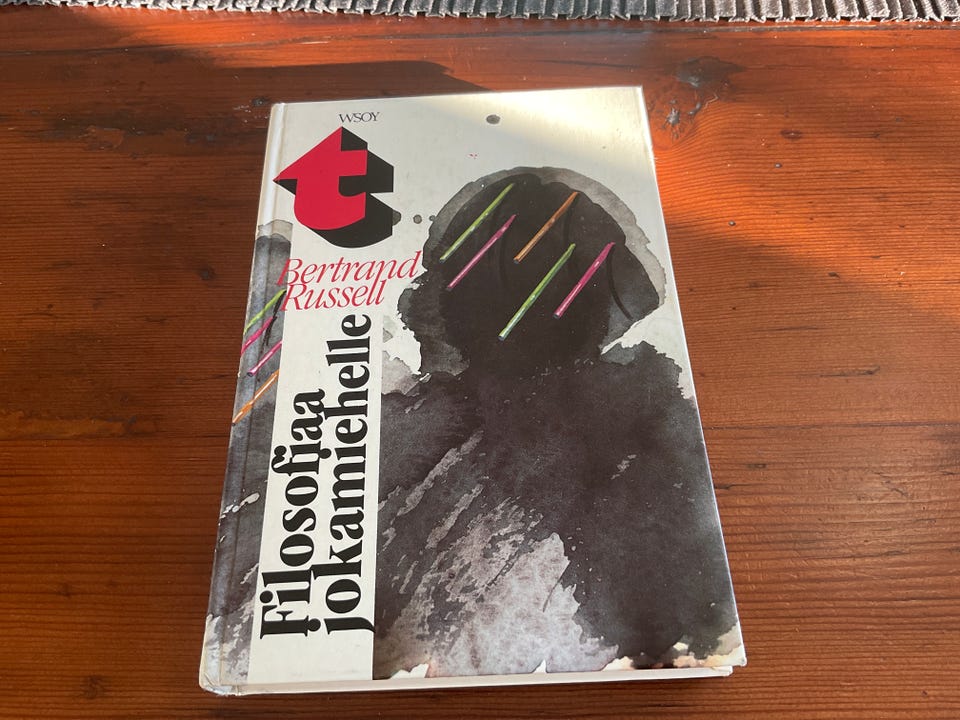 WSOY
t
Bertrand
Russell
Filosofiaa
jokamiehelle